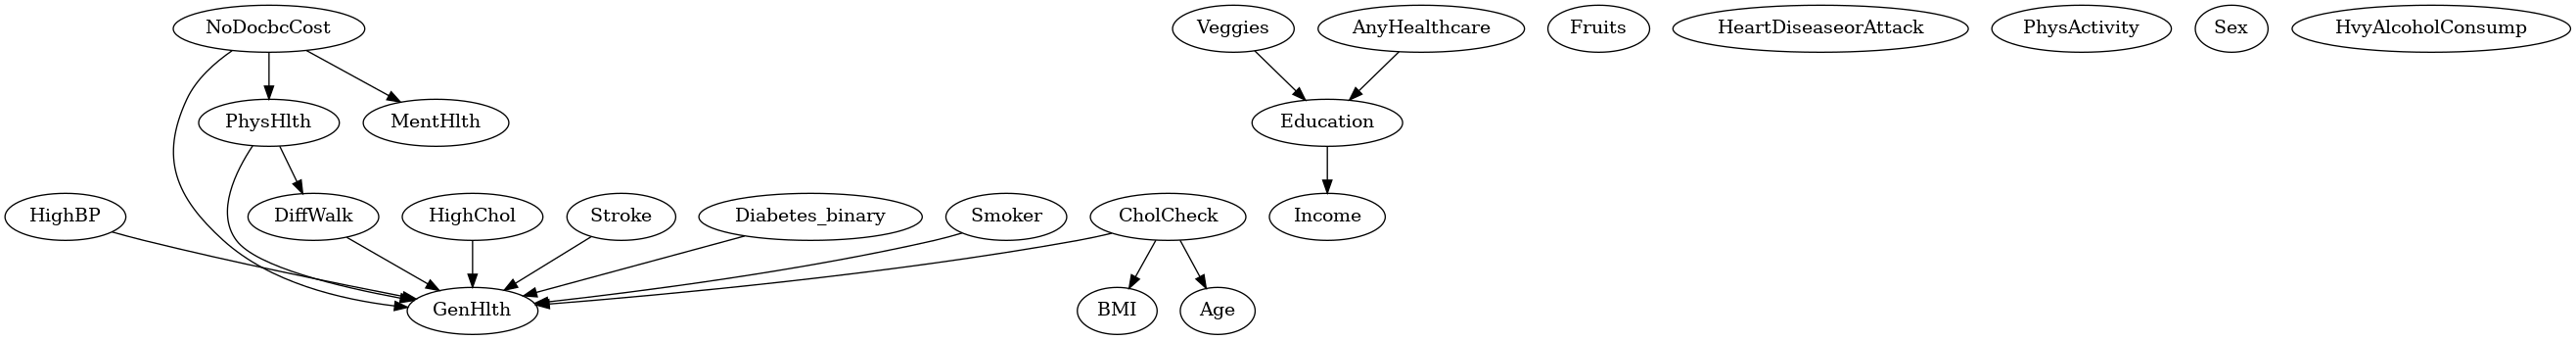 NoDocbcCost
Veggies
AnyHealthcare
Fruits
HeartDiseaseorAttack
PhysActivity
Sex
HvyAlcoholConsump
PhysHlth
MentHlth
Education
HighBP
DiffWalk
HighChol
Stroke
Diabetes_binary
Smoker
CholCheck
Income
GenHlth
BMI
Age